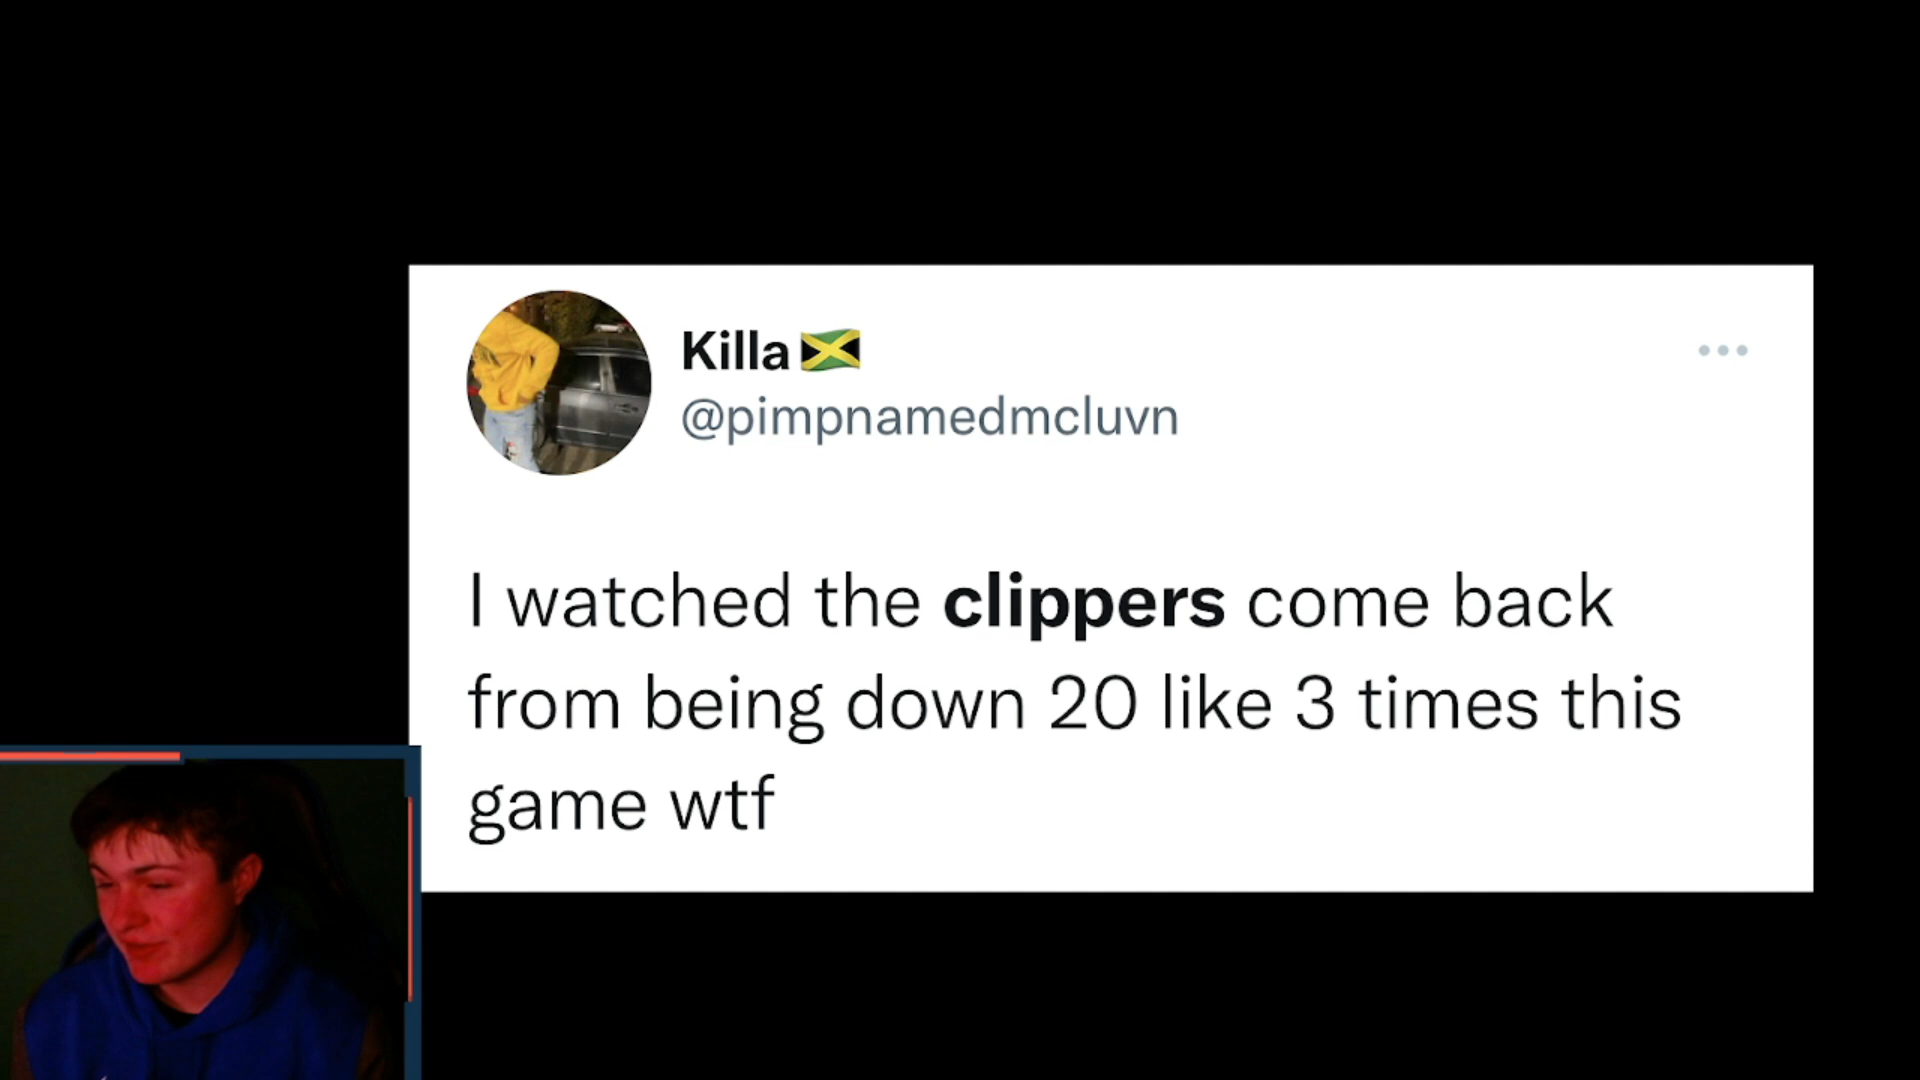 Killa🇯🇲
@pimpnamedmcluvn
I watched the clippers come back
from being down 20 like 3 times this
game wtf